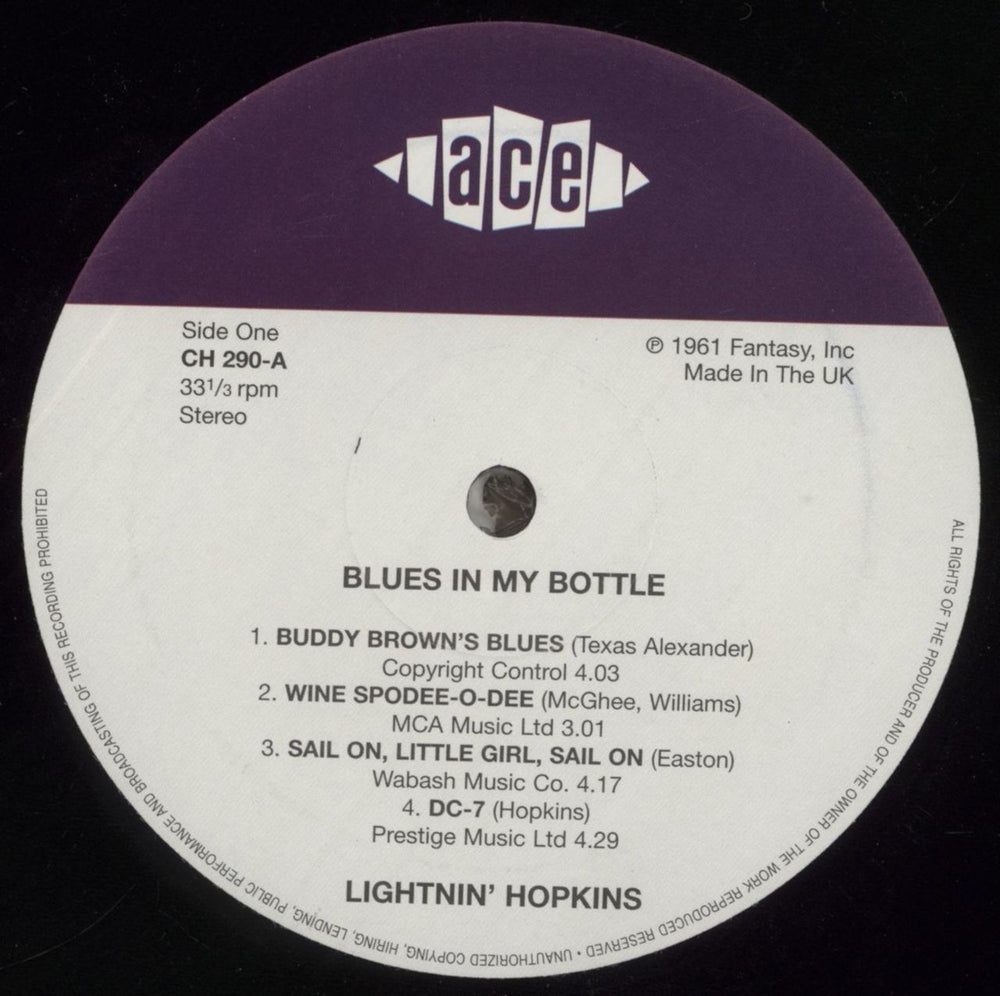 ace
Side One
CH 290-A
33 1/3 rpm
Stereo
℗ 1961 Fantasy, Inc
Made In The UK
BLUES IN MY BOTTLE
1. BUDDY BROWN'S BLUES (Texas Alexander)
Copyright Control 4.03
2. WINE SPODEE-O-DEE (McGhee, Williams)
MCA Music Ltd 3.01
3. SAIL ON, LITTLE GIRL, SAIL ON (Easton)
Wabash Music Co. 4.17
4. DC-7 (Hopkins)
Prestige Music Ltd 4.29
LIGHTNIN' HOPKINS
ALL RIGHTS OF THE PRODUCER AND OF THE OWNER OF THE WORK REPRODUCED RESERVED • UNAUTHORIZED COPYING, HIRING, LENDING, PUBLIC PERFORMANCE AND BROADCASTING OF THIS RECORDING PROHIBITED